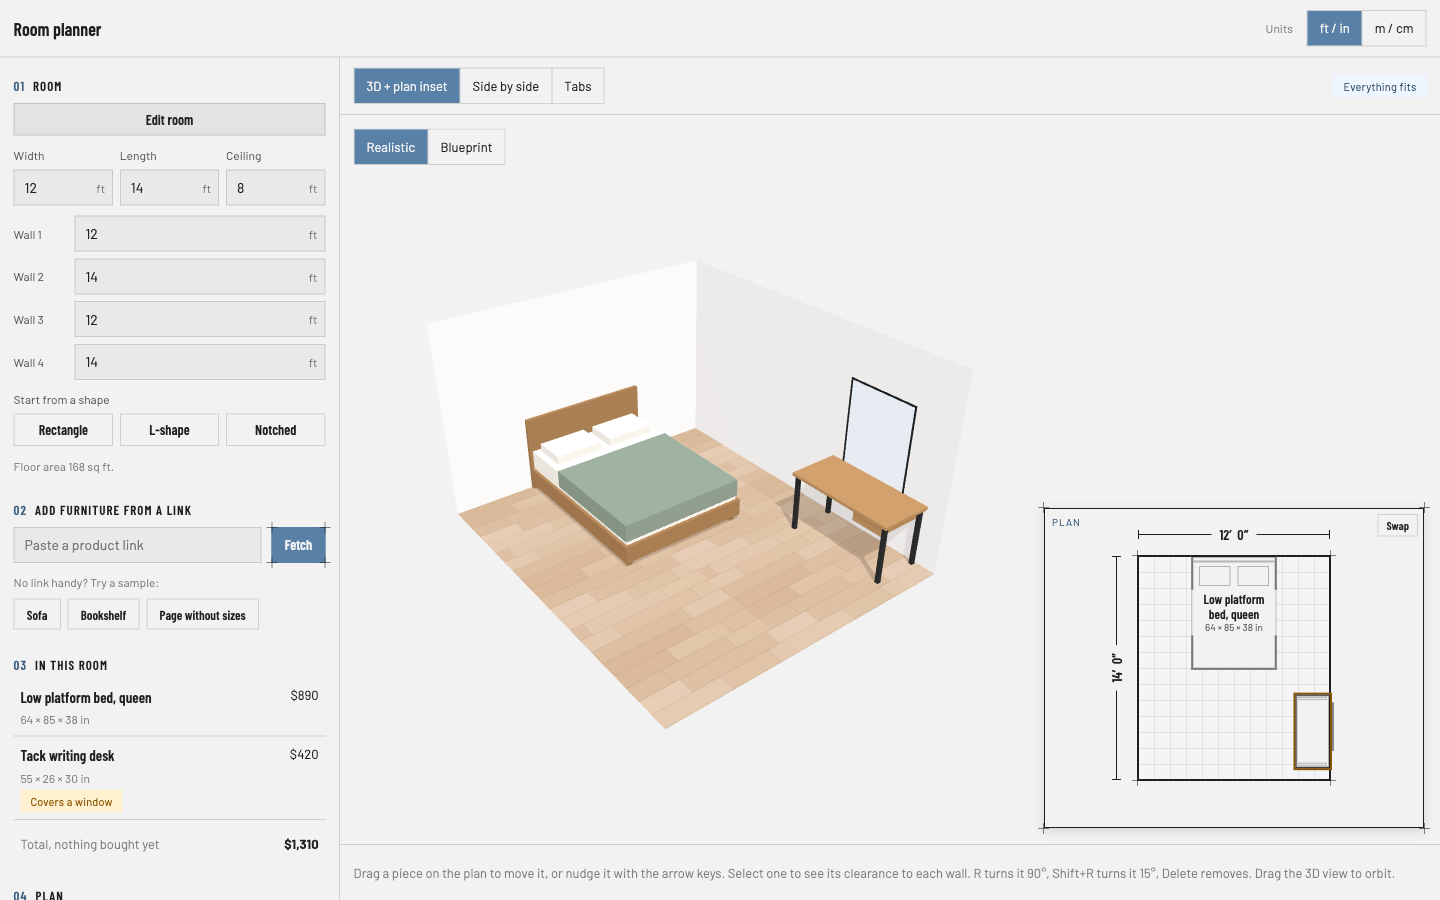 Room planner
Units
ft / in
m / cm
01 ROOM
Edit room
Width
Length
Ceiling
12 ft
14 ft
8 ft
Wall 1
12 ft
Wall 2
14 ft
Wall 3
12 ft
Wall 4
14 ft
Start from a shape
Rectangle
L-shape
Notched
Floor area 168 sq ft.
02 ADD FURNITURE FROM A LINK
Paste a product link
Fetch
No link handy? Try a sample:
Sofa
Bookshelf
Page without sizes
03 IN THIS ROOM
Low platform bed, queen
$890
64 × 85 × 38 in
Tack writing desk
$420
55 × 26 × 30 in
Covers a window
Total, nothing bought yet
$1,310
04 PLAN
3D + plan inset
Side by side
Tabs
Everything fits
Realistic
Blueprint
PLAN
Swap
12′ 0″
14′ 0″
Low platform
bed, queen
64 × 85 × 38 in
Drag a piece on the plan to move it, or nudge it with the arrow keys. Select one to see its clearance to each wall. R turns it 90°, Shift+R turns it 15°, Delete removes. Drag the 3D view to orbit.